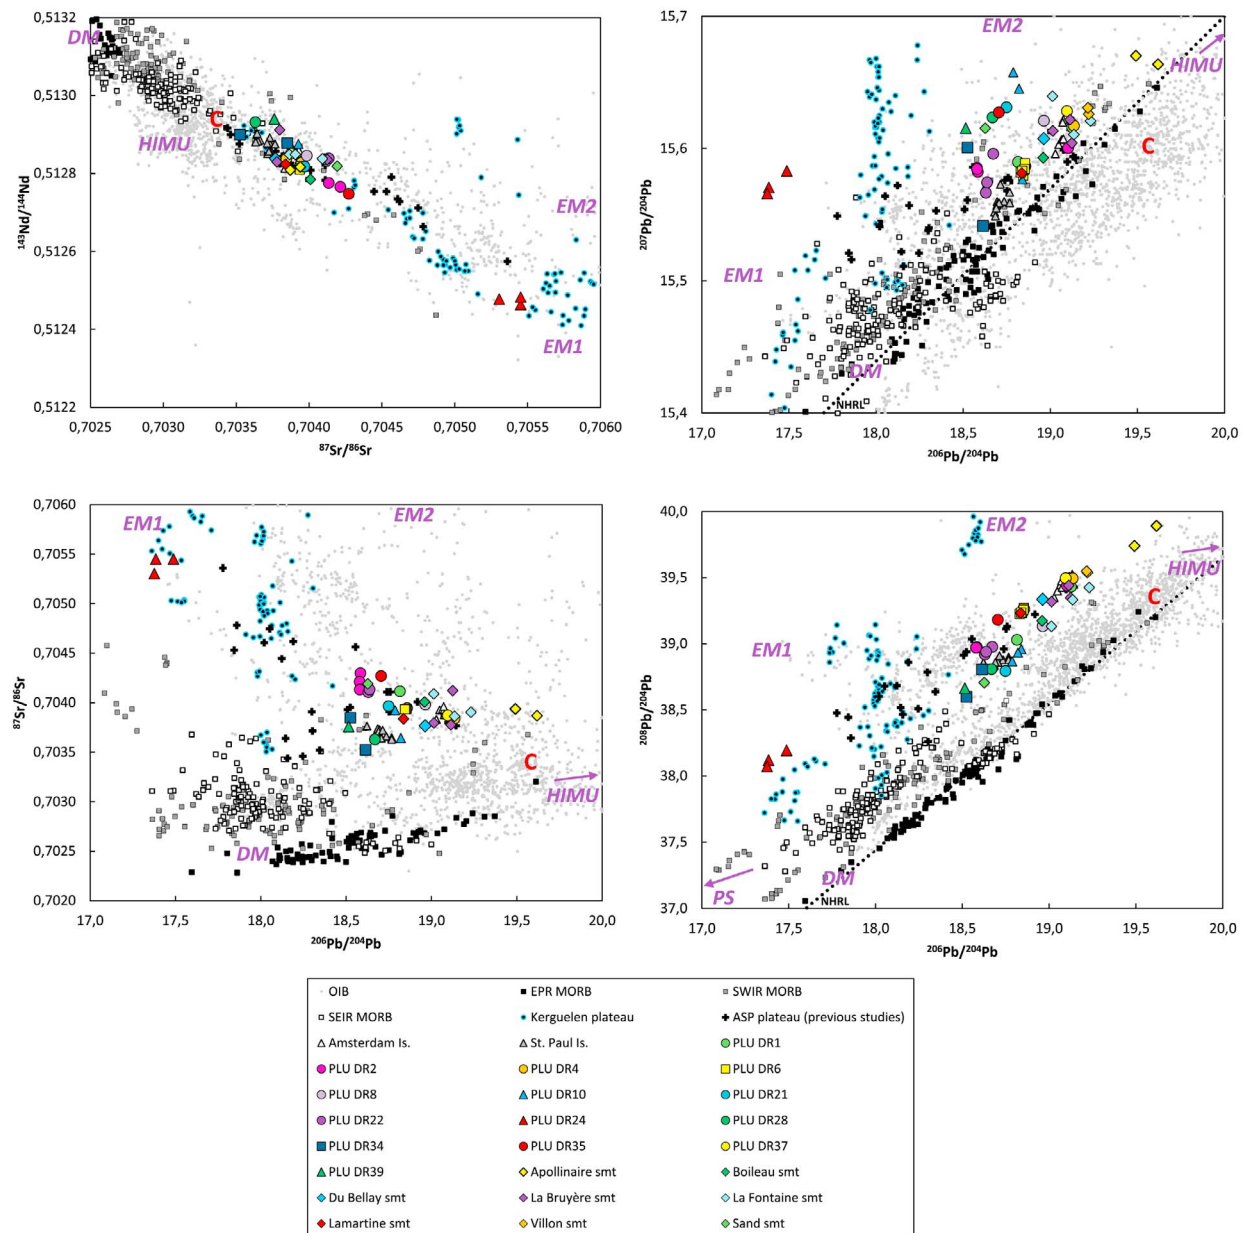 0,5132
0,5130
0,5128
0,5126
0,5124
0,5122
¹⁴³Nd/¹⁴⁴Nd
DM
C
HIMU
EM2
EM1
0,7025 0,7030 0,7035 0,7040 0,7045 0,7050 0,7055 0,7060
⁸⁷Sr/⁸⁶Sr
15,7
15,6
15,5
15,4
²⁰⁷Pb/²⁰⁴Pb
EM2
HIMU
C
EM1
DM
NHRL
17,0 17,5 18,0 18,5 19,0 19,5 20,0
²⁰⁶Pb/²⁰⁴Pb
0,7060
0,7055
0,7050
0,7045
0,7040
0,7035
0,7030
0,7025
0,7020
⁸⁷Sr/⁸⁶Sr
EM1
EM2
C
HIMU
DM
17,0 17,5 18,0 18,5 19,0 19,5 20,0
²⁰⁶Pb/²⁰⁴Pb
40,0
39,5
39,0
38,5
38,0
37,5
37,0
²⁰⁸Pb/²⁰⁴Pb
EM2
HIMU
C
EM1
DM
PS
NHRL
17,0 17,5 18,0 18,5 19,0 19,5 20,0
²⁰⁶Pb/²⁰⁴Pb
OIB EPR MORB SWIR MORB
SEIR MORB Kerguelen plateau ASP plateau (previous studies)
Amsterdam Is. St. Paul Is. PLU DR1
PLU DR2 PLU DR4 PLU DR6
PLU DR8 PLU DR10 PLU DR21
PLU DR22 PLU DR24 PLU DR28
PLU DR34 PLU DR35 PLU DR37
PLU DR39 Apollinaire smt Boileau smt
Du Bellay smt La Bruyère smt La Fontaine smt
Lamartine smt Villon smt Sand smt